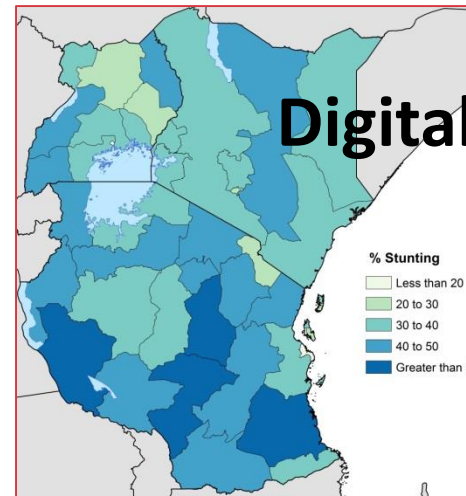 Digital
% Stunting
Less than 20
20 to 30
30 to 40
40 to 50
Greater than